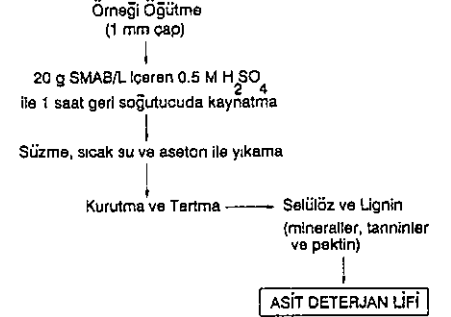 Örneği Öğütme
(1 mm çap)
20 g SMAB/L İçeren 0.5 M H2SO4
ile 1 saat geri soğutucuda kaynatma
Süzme, sıcak su ve aseton ile yıkama
Kurutma ve Tartma
Selülöz ve Lignin
(mineraller, tanninler
ve pektin)
ASİT DETERJAN LİFİ